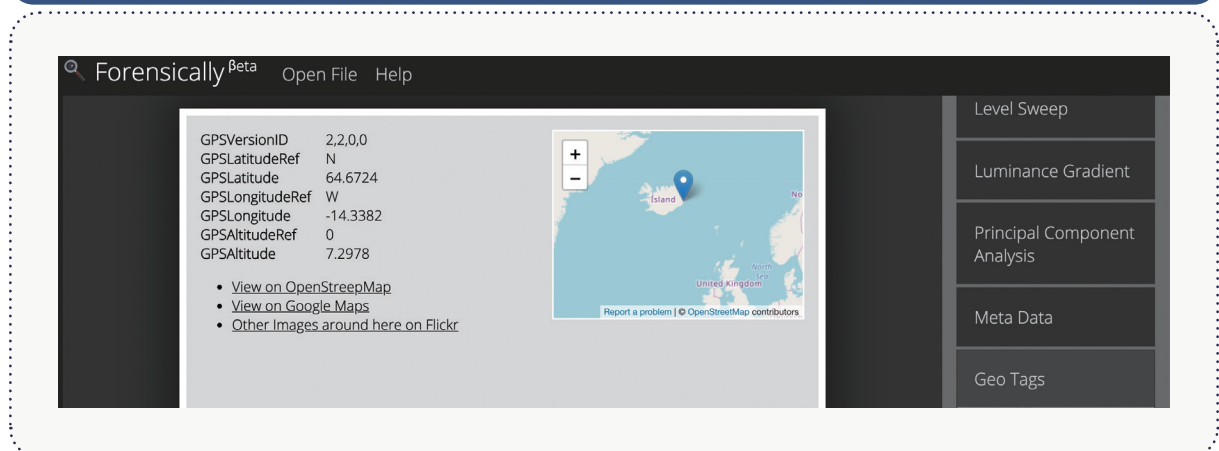 Forensically βeta Open File Help
GPSVersionID 2,2,0,0
GPSLatitudeRef N
GPSLatitude 64.6724
GPSLongitudeRef W
GPSLongitude -14.3382
GPSAltitudeRef 0
GPSAltitude 7.2978
View on OpenStreepMap
View on Google Maps
Other Images around here on Flickr
+
−
Ísland
No
North
Sea
United Kingdom
Report a problem | © OpenStreetMap contributors
Level Sweep
Luminance Gradient
Principal Component
Analysis
Meta Data
Geo Tags